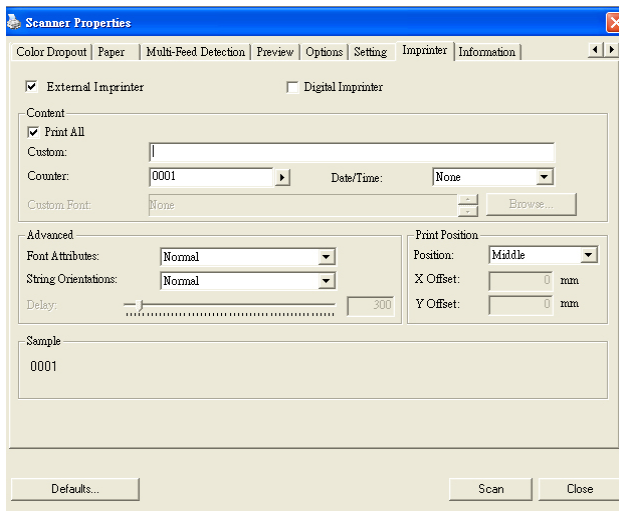 Scanner Properties
Color Dropout Paper Multi-Feed Detection Preview Options Setting Imprinter Information
External Imprinter Digital Imprinter
Content
Print All
Custom:
Counter: 0001 Date/Time: None
Custom Font: None Browse...
Advanced Print Position
Font Attributes: Normal Position: Middle
String Orientations: Normal X Offset: 0 mm
Delay: 300 Y Offset: 0 mm
Sample
0001
Defaults... Scan Close